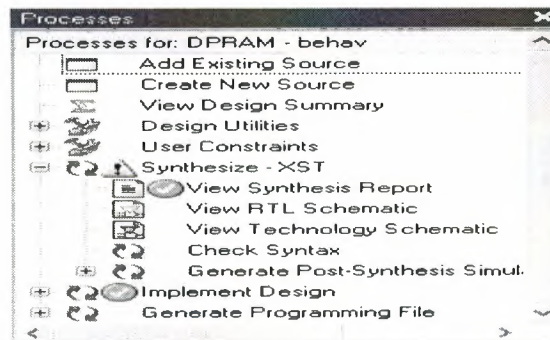 Processes
Processes for: DPRAM - behav
Add Existing Source
Create New Source
View Design Summary
Design Utilities
User Constraints
Synthesize - XST
View Synthesis Report
View RTL Schematic
View Technology Schematic
Check Syntax
Generate Post-Synthesis Simul.
Implement Design
Generate Programming File